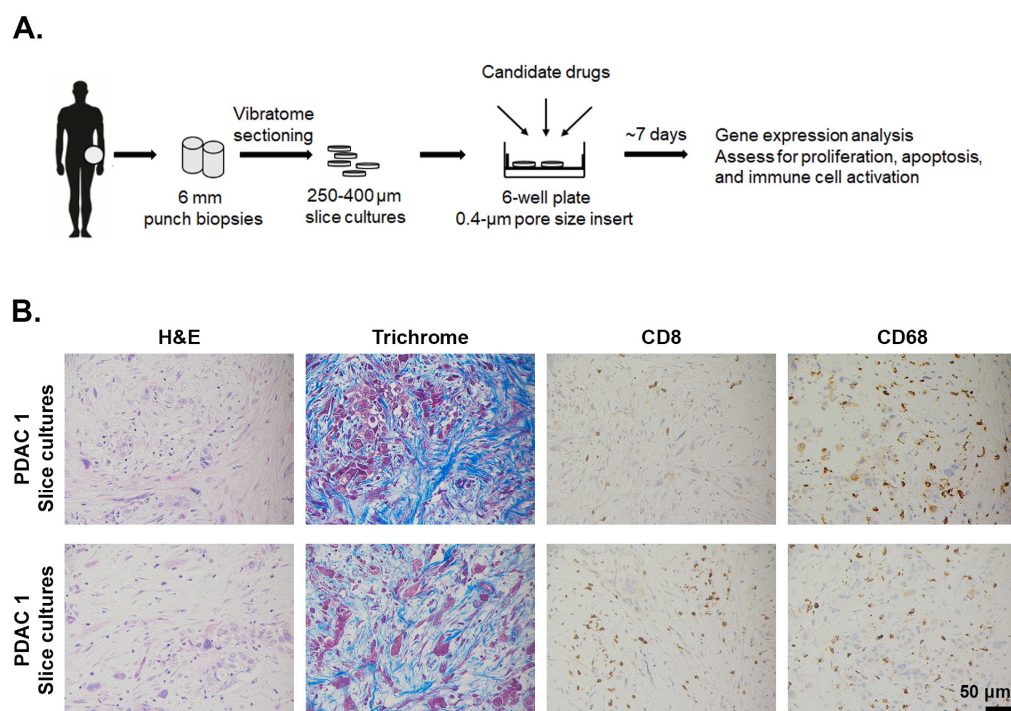 A.
Candidate drugs
Vibratome
sectioning
~7 days
Gene expression analysis
Assess for proliferation, apoptosis,
and immune cell activation
6 mm
punch biopsies
250-400 µm
slice cultures
6-well plate
0.4-µm pore size insert
B.
H&E
Trichrome
CD8
CD68
PDAC 1
Slice cultures
PDAC 1
Slice cultures
50 µm